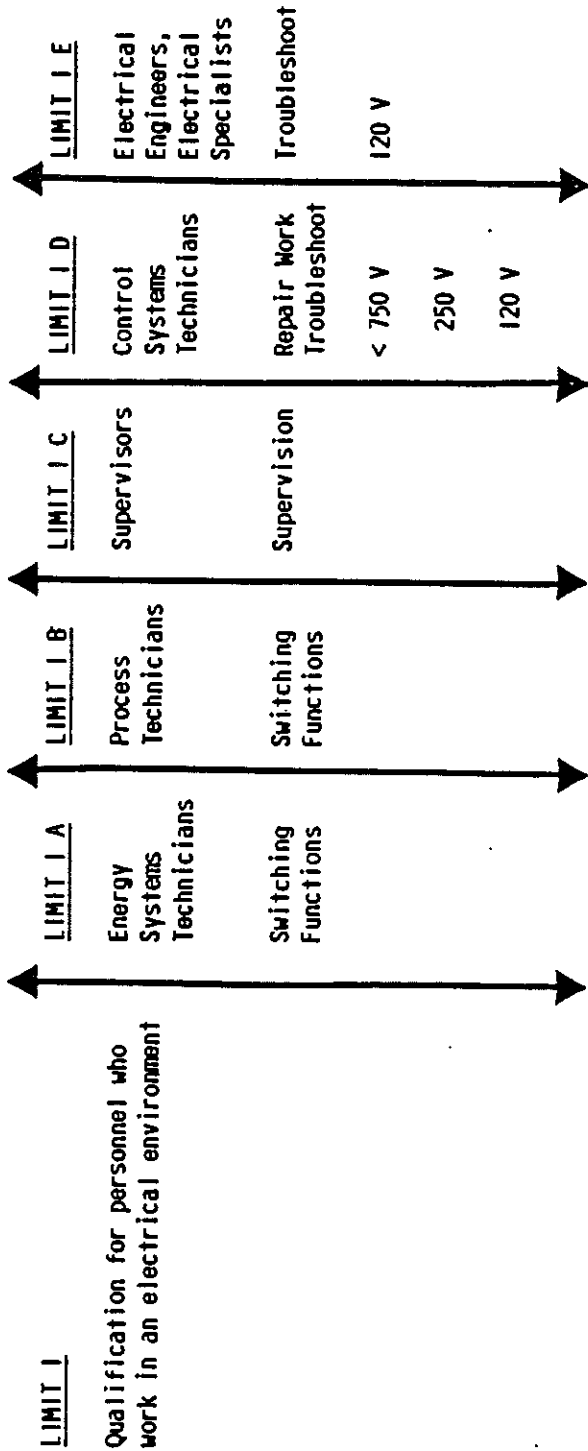 LIMIT I
Qualification for personnel who
work in an electrical environment
LIMIT I A
Energy
Systems
Technicians
Switching
Functions
LIMIT I B
Process
Technicians
Switching
Functions
LIMIT I C
Supervisors
Supervision
LIMIT I D
Control
Systems
Technicians
Repair Work
Troubleshoot
< 750 V
250 V
120 V
LIMIT I E
Electrical
Engineers,
Electrical
Specialists
Troubleshoot
120 V